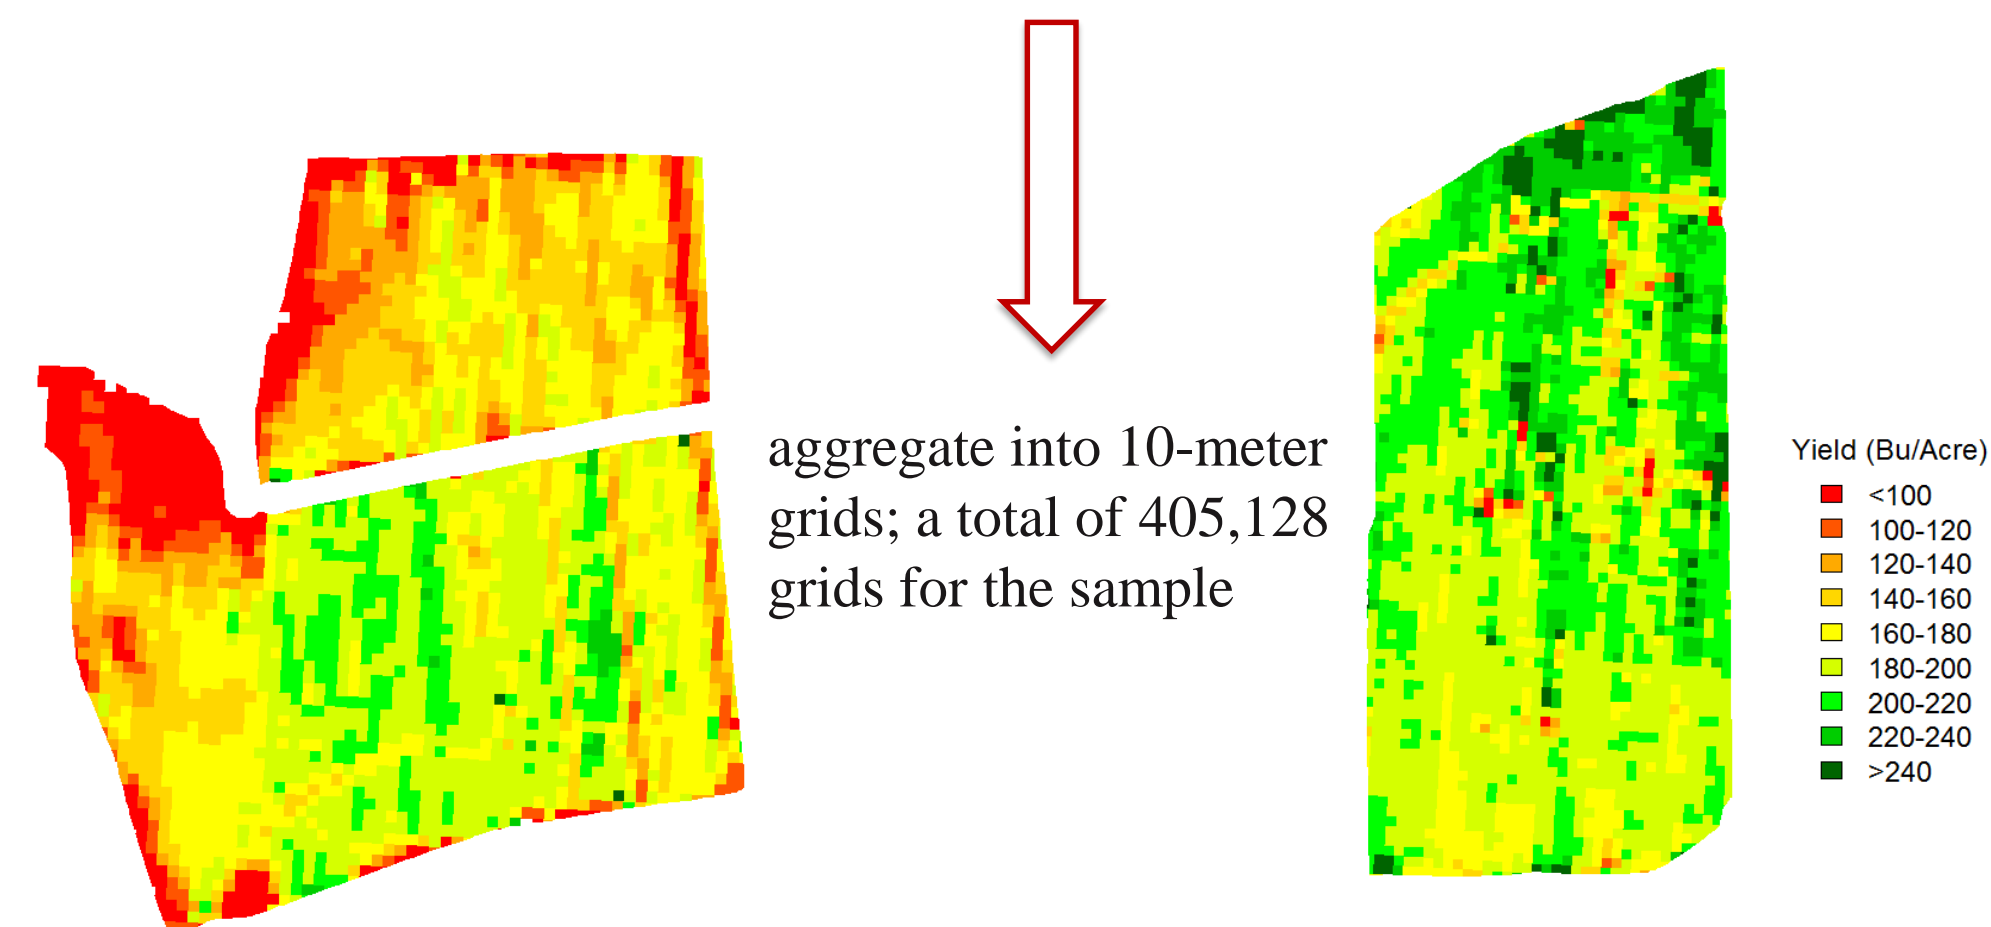 aggregate into 10-meter
grids; a total of 405,128
grids for the sample
Yield (Bu/Acre)
<100
100-120
120-140
140-160
160-180
180-200
200-220
220-240
>240